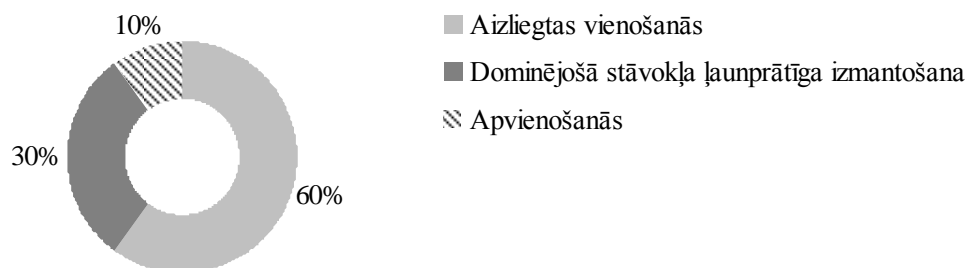 10%
30%
60%
Aizliegtas vienošanās
Dominējošā stāvokļa ļaunprātīga izmantošana
Apvienošanās